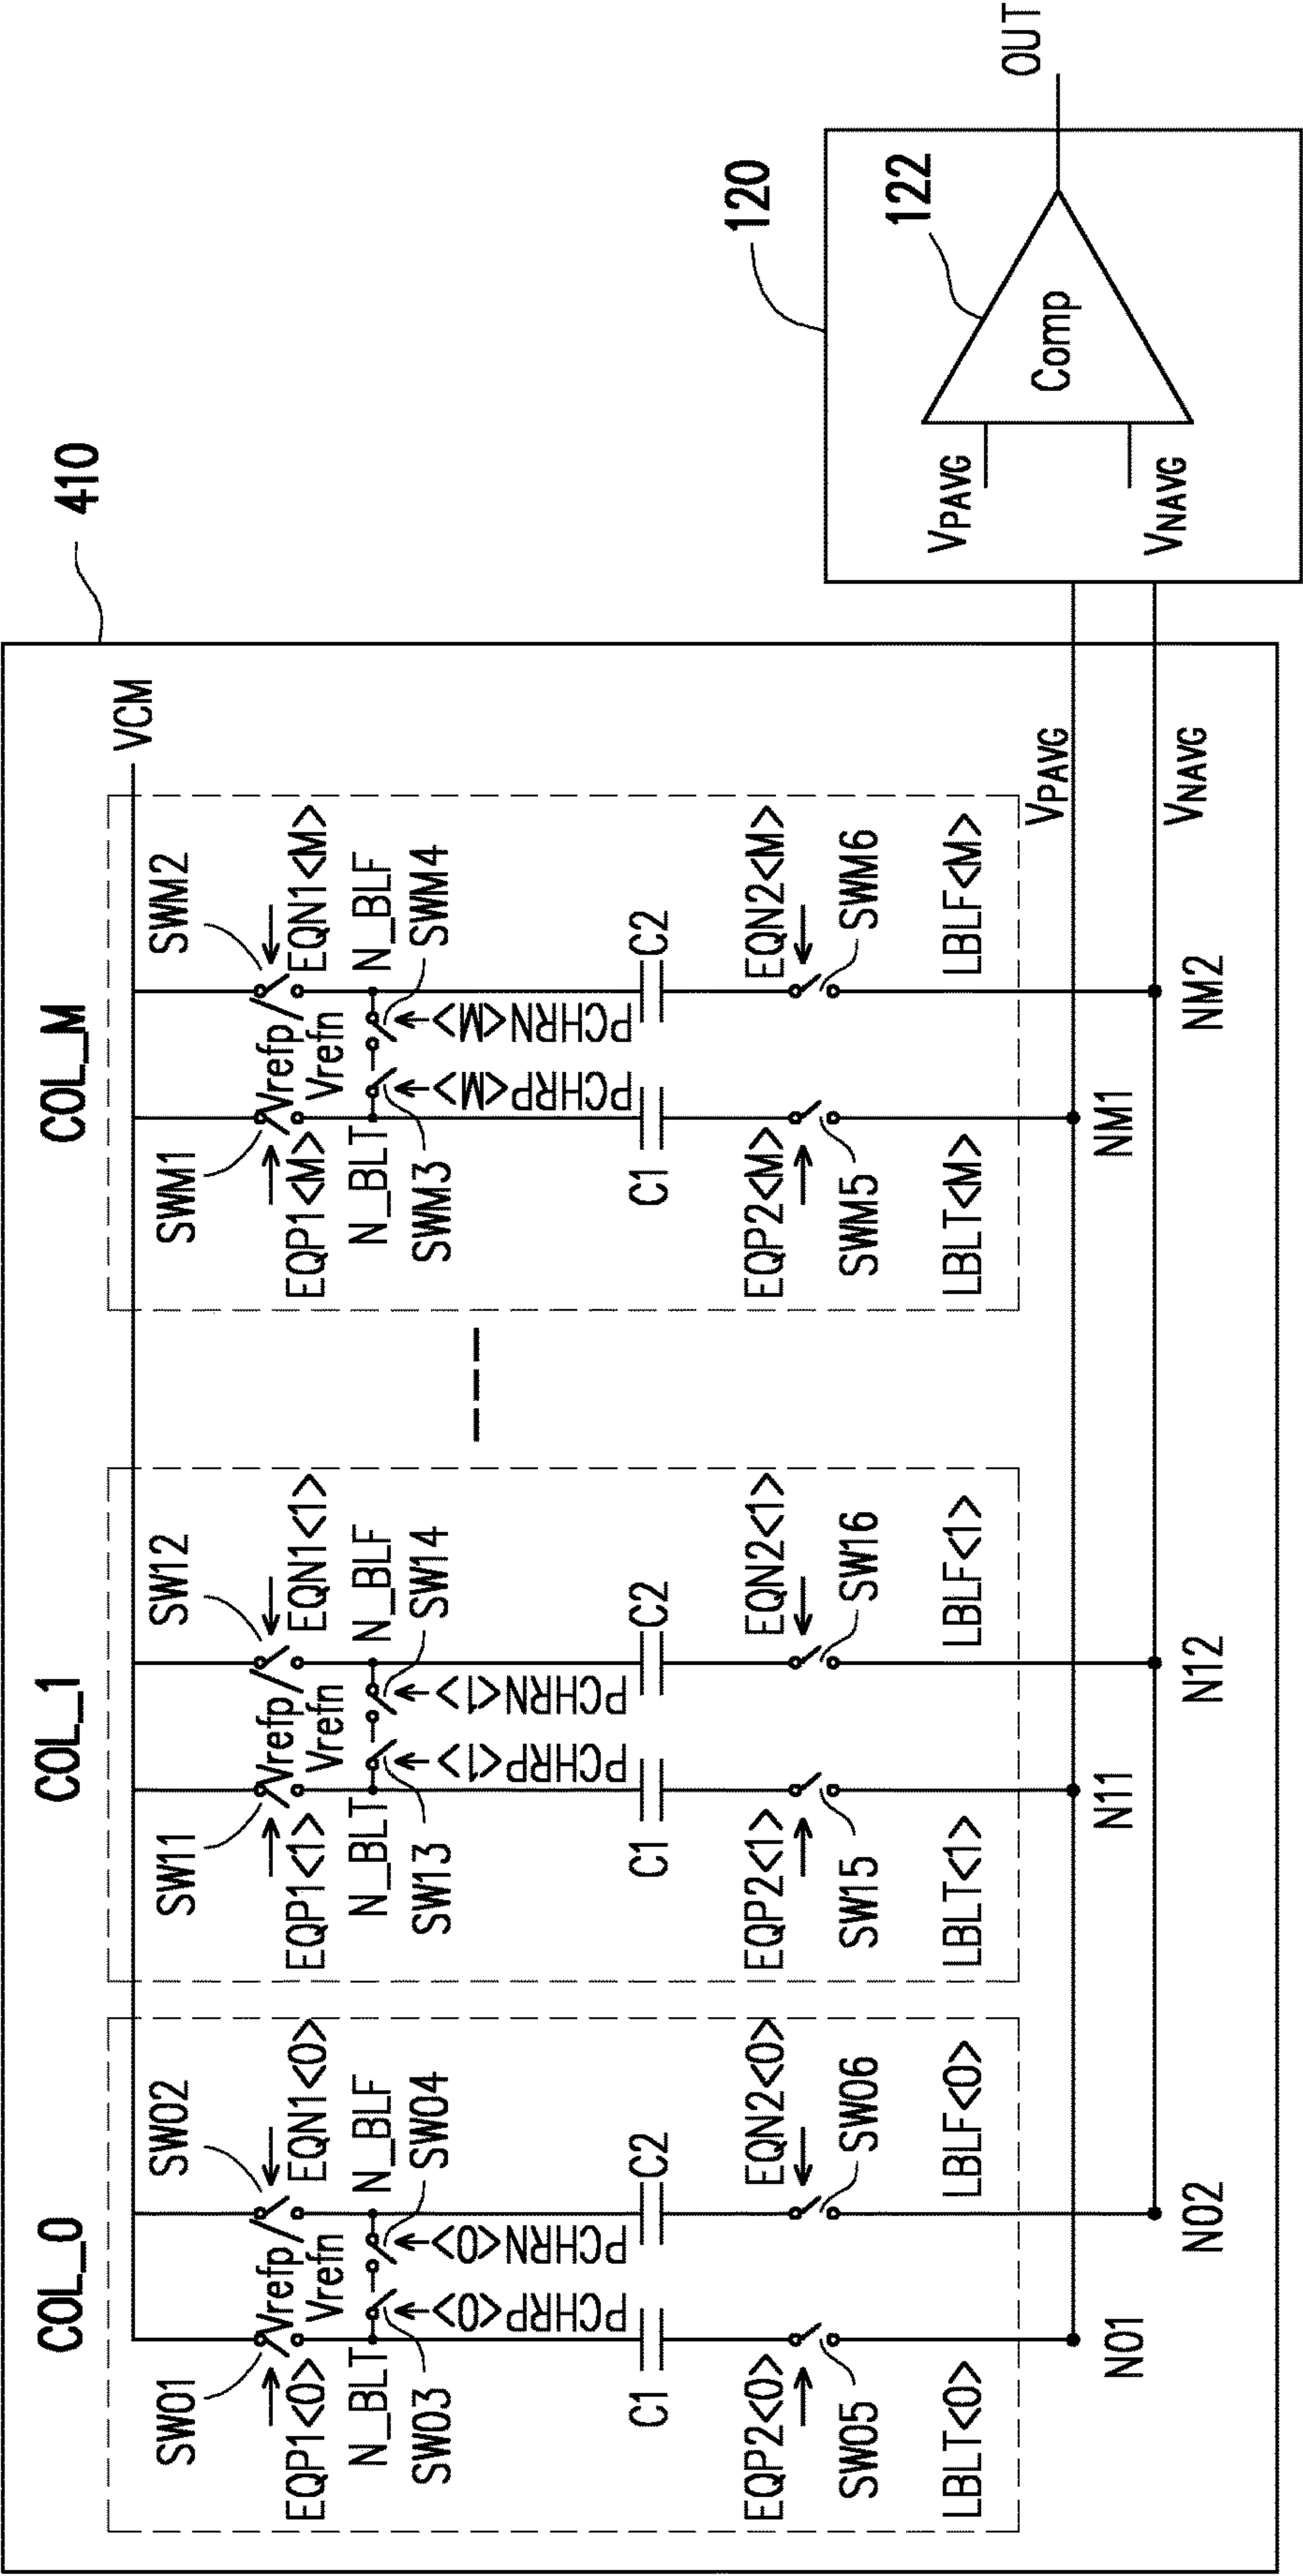 410
COL_0
COL_1
COL_M
VCM
SW01
SW02
EQP1<0>
Vrefp/
Vrefn
EQN1<0>
N_BLT
N_BLF
SW03
SW04
PCHRP<0>
PCHRN<0>
C1
C2
EQP2<0>
EQN2<0>
SW05
SW06
LBLT<0>
LBLF<0>
N01
N02
SW11
SW12
EQP1<1>
Vrefp/
Vrefn
EQN1<1>
N_BLT
N_BLF
SW13
SW14
PCHRP<1>
PCHRN<1>
C1
C2
EQP2<1>
EQN2<1>
SW15
SW16
LBLT<1>
LBLF<1>
N11
N12
SWM1
SWM2
EQP1<M>
Vrefp/
Vrefn
EQN1<M>
N_BLT
N_BLF
SWM3
SWM4
PCHRP<M>
PCHRN<M>
C1
C2
EQP2<M>
EQN2<M>
SWM5
SWM6
LBLT<M>
LBLF<M>
NM1
NM2
VPAVG
VNAVG
120
122
VPAVG
VNAVG
Comp
OUT